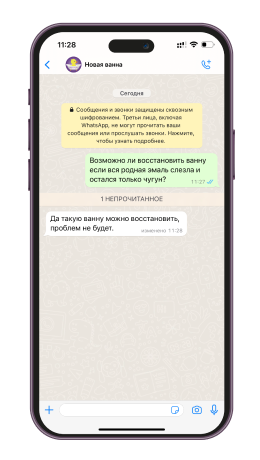 11:28
Новая ванна
Сегодня
Сообщения и звонки защищены сквозным
шифрованием. Третьи лица, включая
WhatsApp, не могут прочитать ваши
сообщения или прослушать звонки. Нажмите,
чтобы узнать подробнее.
Возможно ли восстановить ванну
если вся родная эмаль слезла и
остался только чугун?
11:27
1 НЕПРОЧИТАННОЕ
Да такую ванну можно восстановить,
проблем не будет.
изменено 11:28